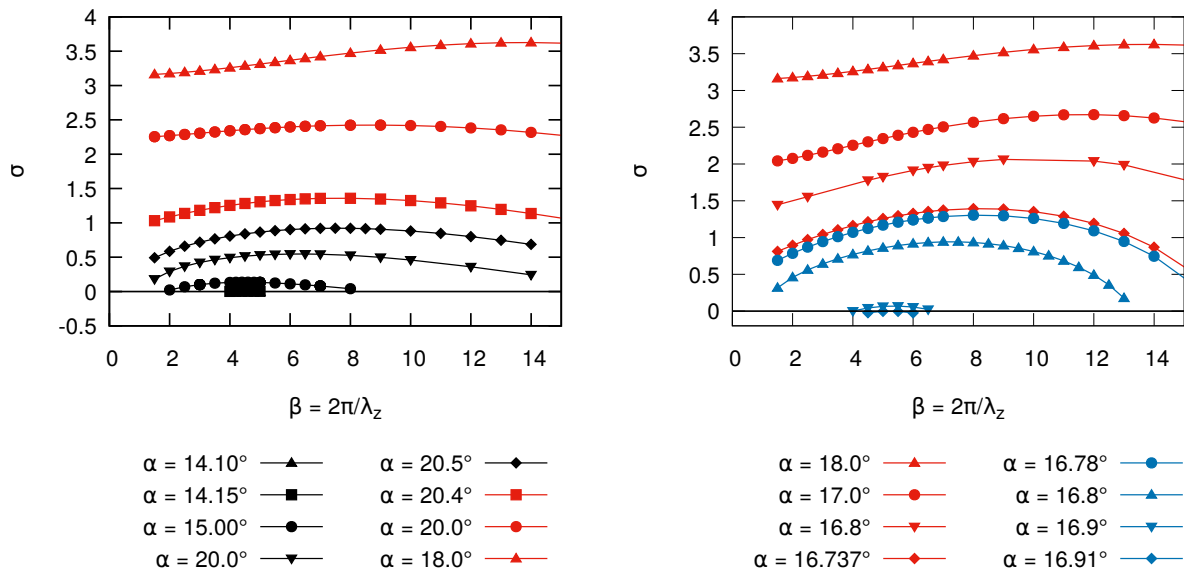 4
3.5
3
2.5
2
1.5
1
0.5
0
-0.5
σ
0 2 4 6 8 10 12 14
β = 2π/λz
α = 14.10°
α = 14.15°
α = 15.00°
α = 20.0°
α = 20.5°
α = 20.4°
α = 20.0°
α = 18.0°
4
3.5
3
2.5
2
1.5
1
0.5
0
σ
0 2 4 6 8 10 12 14
β = 2π/λz
α = 18.0°
α = 17.0°
α = 16.8°
α = 16.737°
α = 16.78°
α = 16.8°
α = 16.9°
α = 16.91°